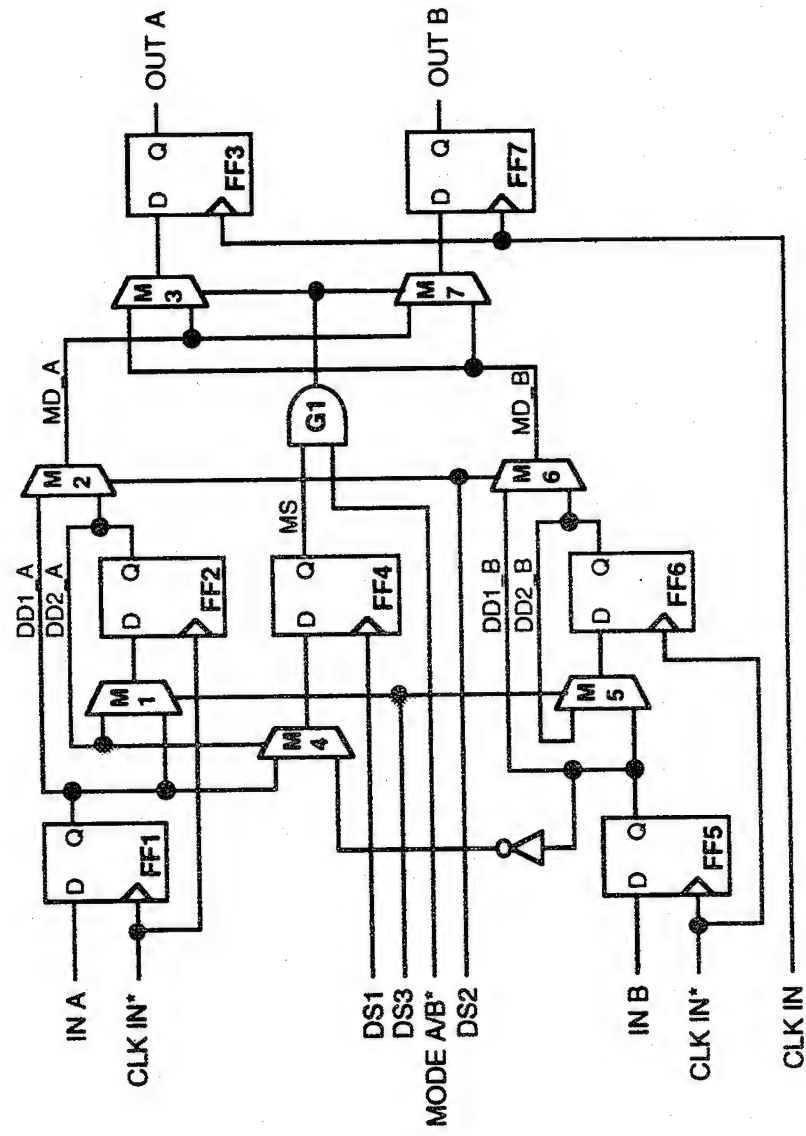 IN A
CLK IN*
DS1
DS3
MODE A/B*
DS2
IN B
CLK IN*
CLK IN
D Q
FF1
DD1_A
DD2_A
M
1
D Q
FF2
M
2
MD_A
M
3
D Q
FF3
OUT A
M
4
D Q
FF4
MS
G1
D Q
FF5
DD1_B
DD2_B
M
5
D Q
FF6
M
6
MD_B
M
7
D Q
FF7
OUT B